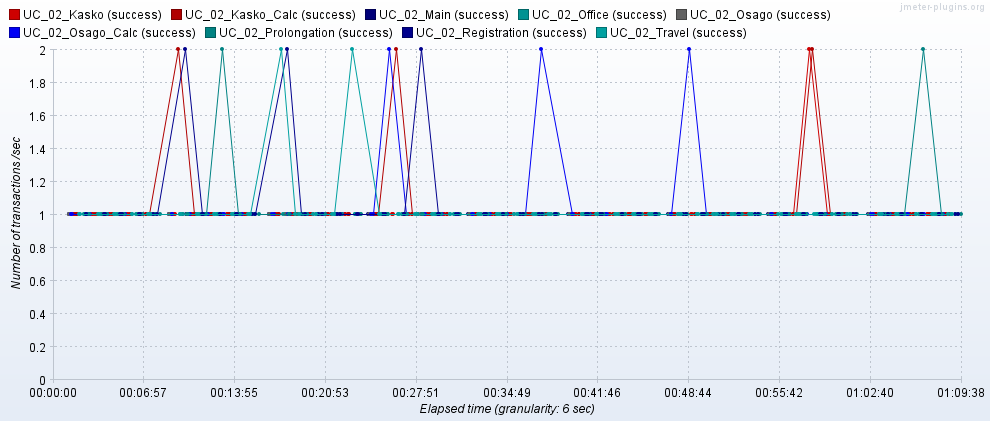 jmeter-plugins.org
UC_02_Kasko (success) UC_02_Kasko_Calc (success) UC_02_Main (success) UC_02_Office (success) UC_02_Osago (success)
UC_02_Osago_Calc (success) UC_02_Prolongation (success) UC_02_Registration (success) UC_02_Travel (success)
Number of transactions /sec
2
1.8
1.6
1.4
1.2
1
0.8
0.6
0.4
0.2
0
00:00:00 00:06:57 00:13:55 00:20:53 00:27:51 00:34:49 00:41:46 00:48:44 00:55:42 01:02:40 01:09:38
Elapsed time (granularity: 6 sec)